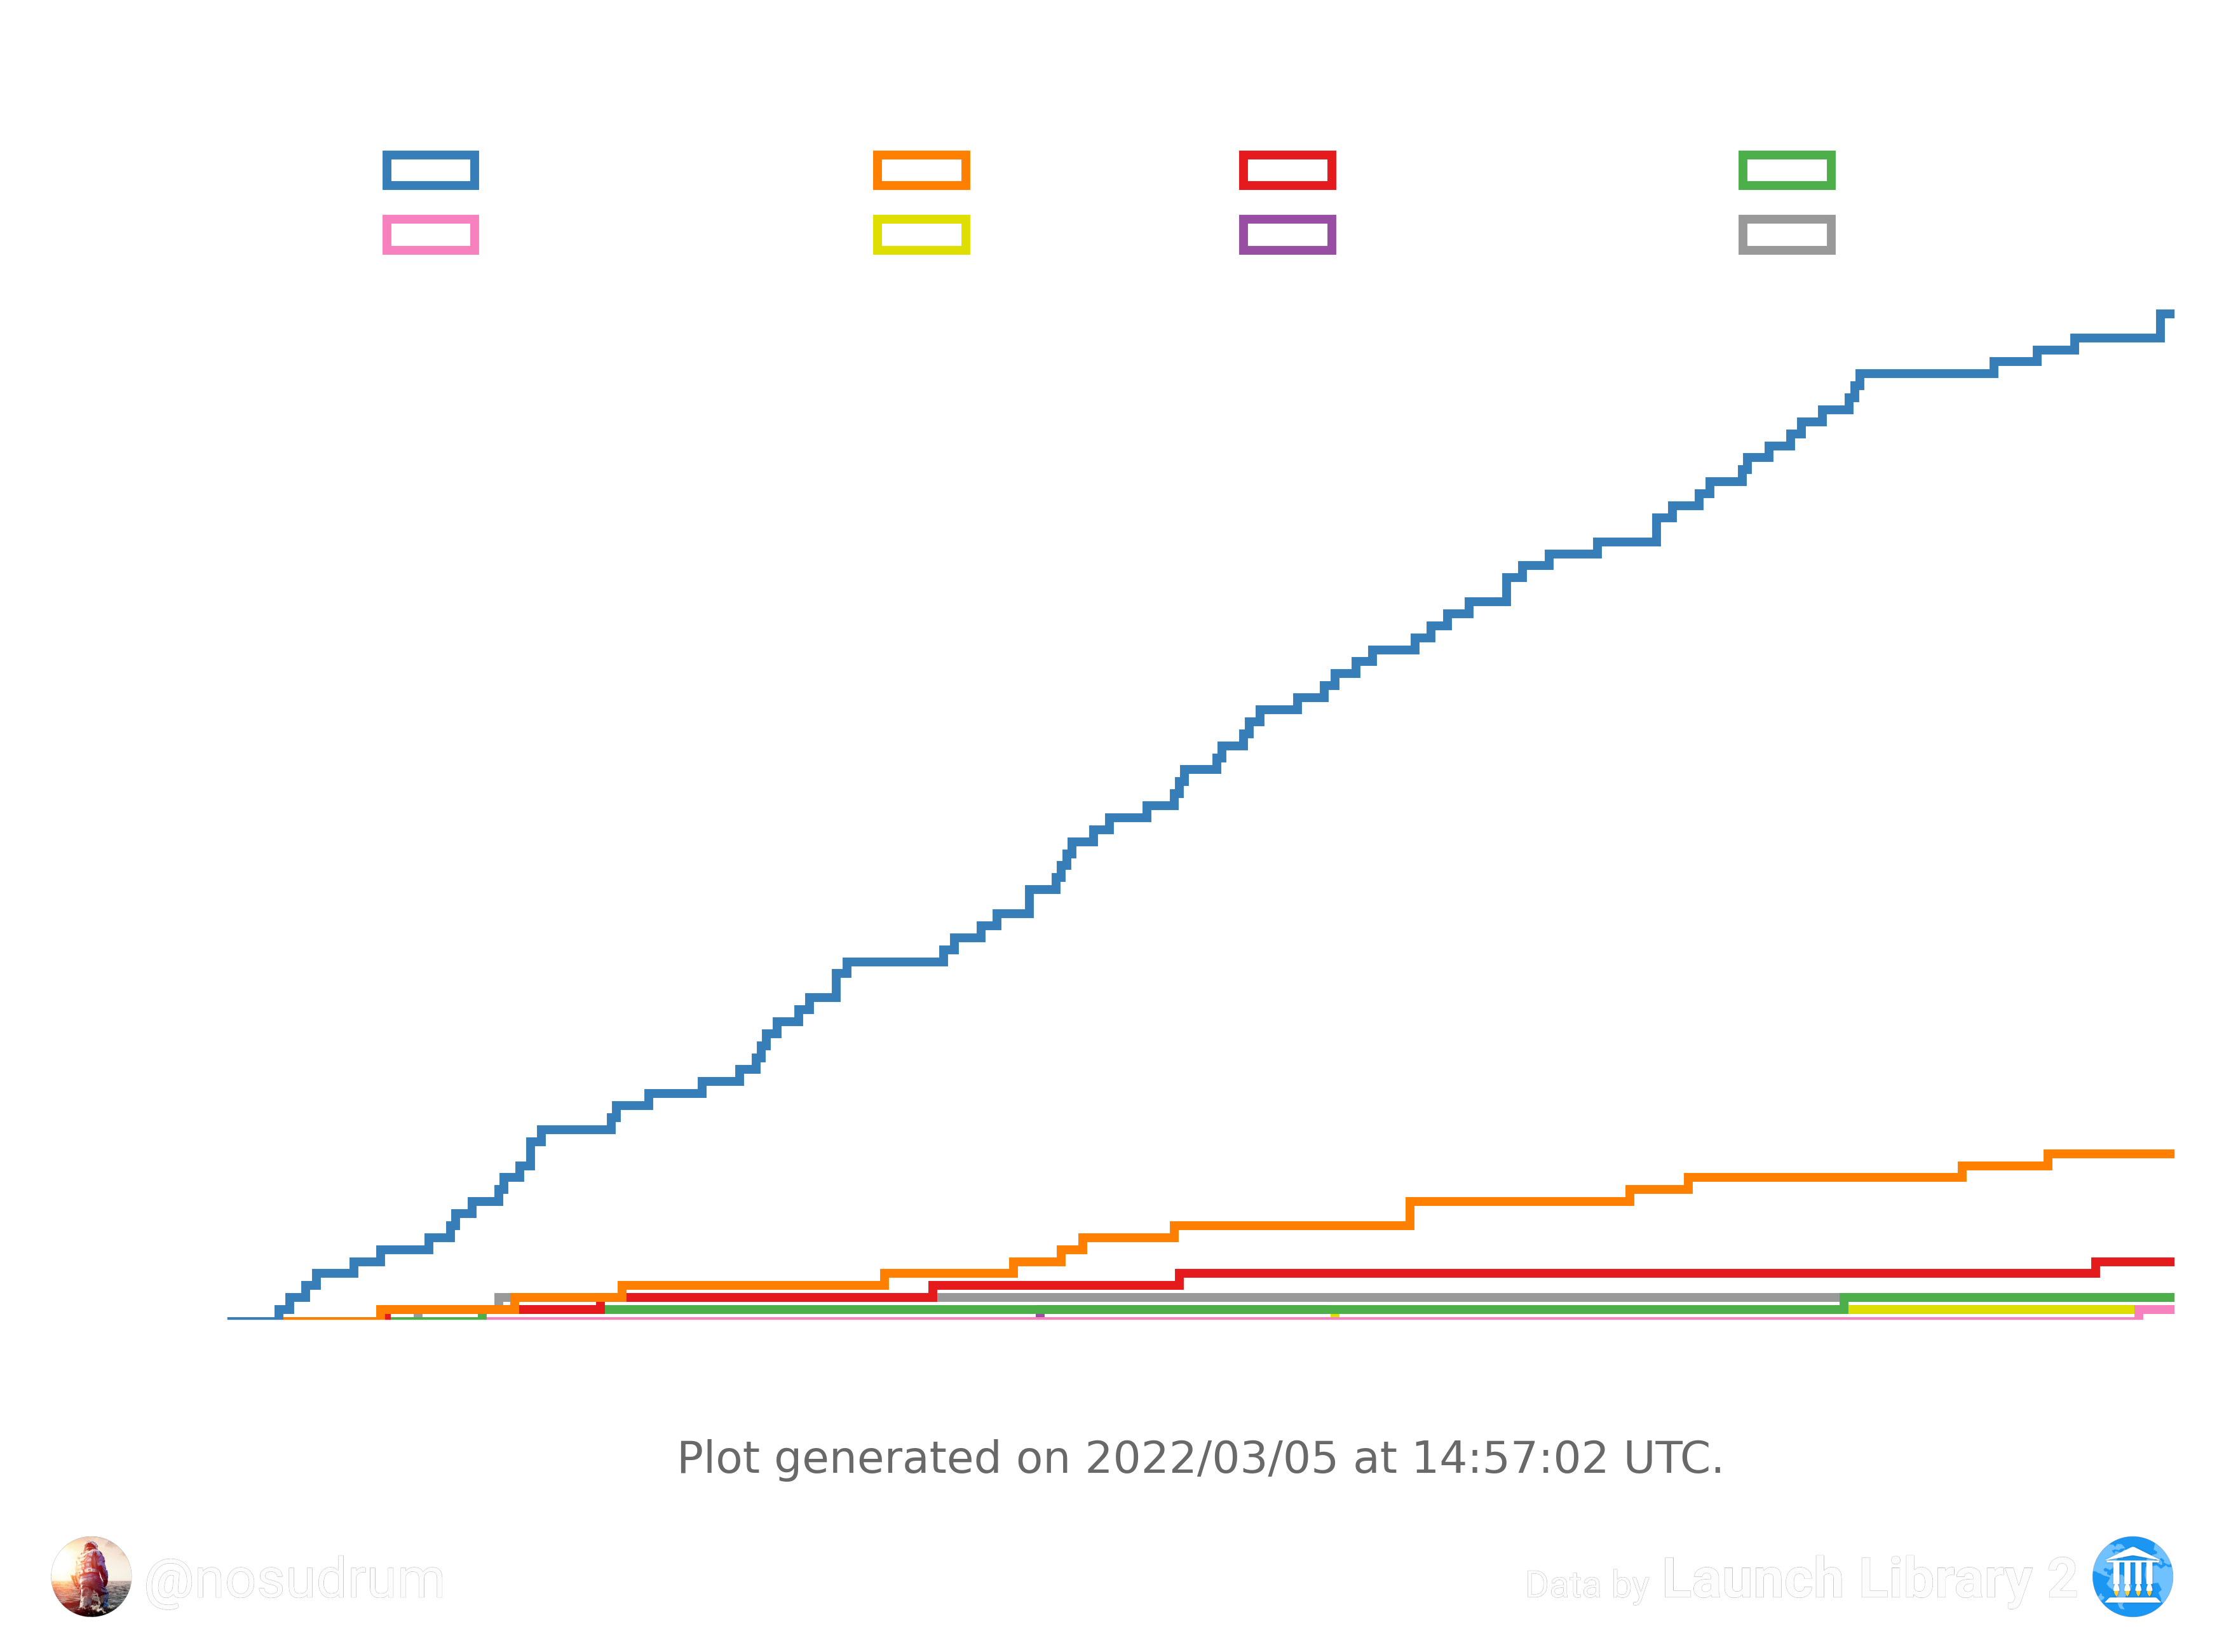 Plot generated on 2022/03/05 at 14:57:02 UTC.
@nosudrum
Data by Launch Library 2